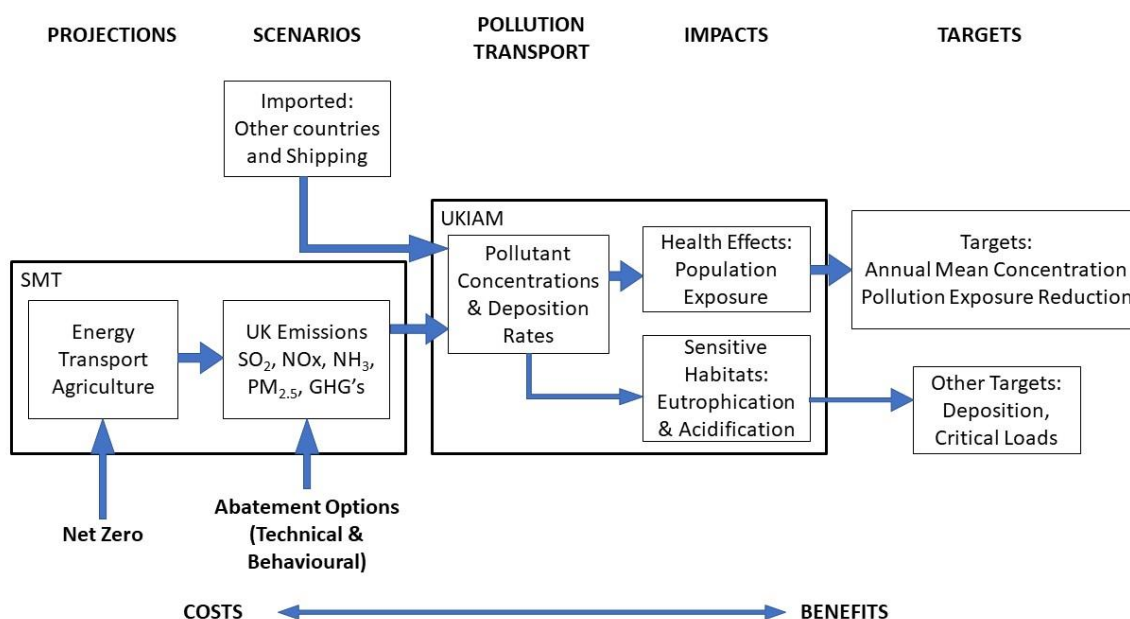 PROJECTIONS
SCENARIOS
POLLUTION
TRANSPORT
IMPACTS
TARGETS
Imported:
Other countries
and Shipping
SMT
Energy
Transport
Agriculture
UK Emissions
SO₂, NOx, NH₃,
PM₂.₅, GHG's
UKIAM
Pollutant
Concentrations
& Deposition
Rates
Health Effects:
Population
Exposure
Sensitive
Habitats:
Eutrophication
& Acidification
Targets:
Annual Mean Concentration
Pollution Exposure Reduction
Other Targets:
Deposition,
Critical Loads
Net Zero
Abatement Options
(Technical &
Behavioural)
COSTS
BENEFITS